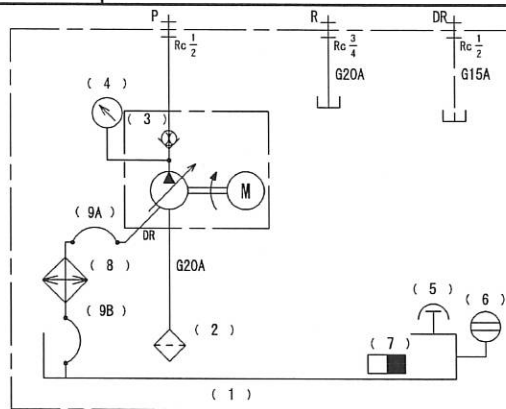 P R DR
Rc 1/2 Rc 3/4 Rc 1/2
( 4 ) G20A G15A
( 3 )
M
( 9A )
DR
( 8 ) G20A
( 5 ) ( 6 )
( 9B )
( 2 ) ( 7 )
( 1 )